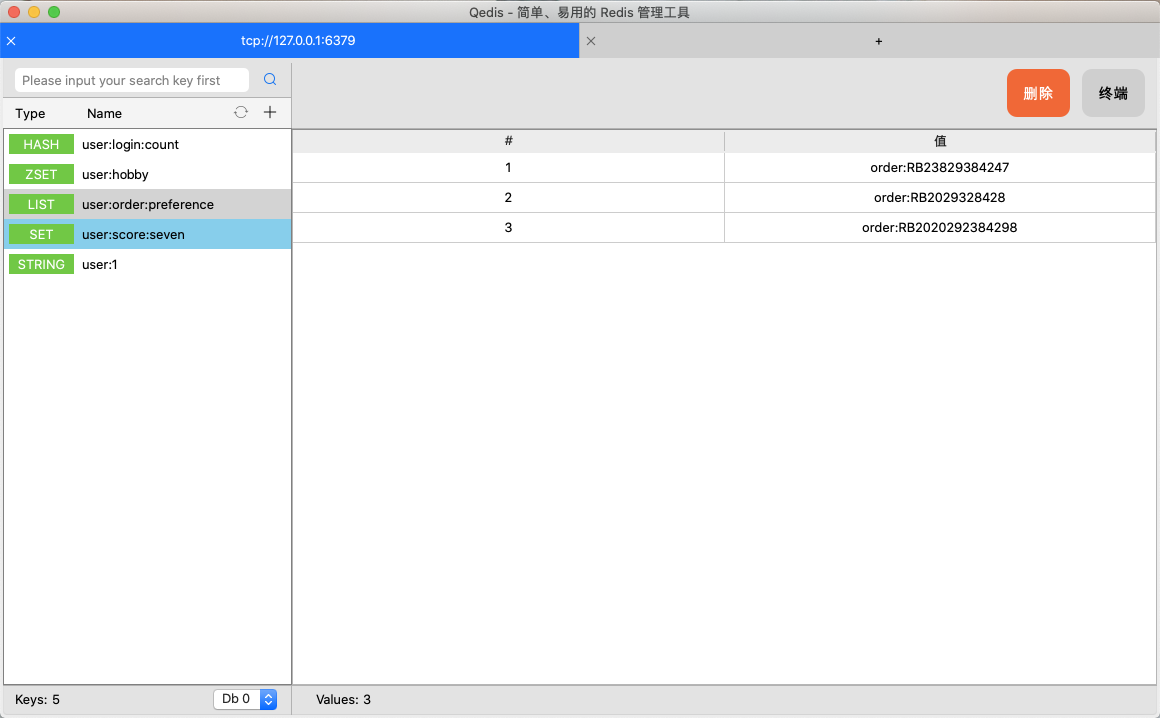 Qedis - 简单、易用的 Redis 管理工具
tcp://127.0.0.1:6379
+
Please input your search key first
删除
终端
Type Name
HASH user:login:count
ZSET user:hobby
LIST user:order:preference
SET user:score:seven
STRING user:1
# 值
1 order:RB23829384247
2 order:RB2029328428
3 order:RB2020292384298
Keys: 5
Db 0
Values: 3